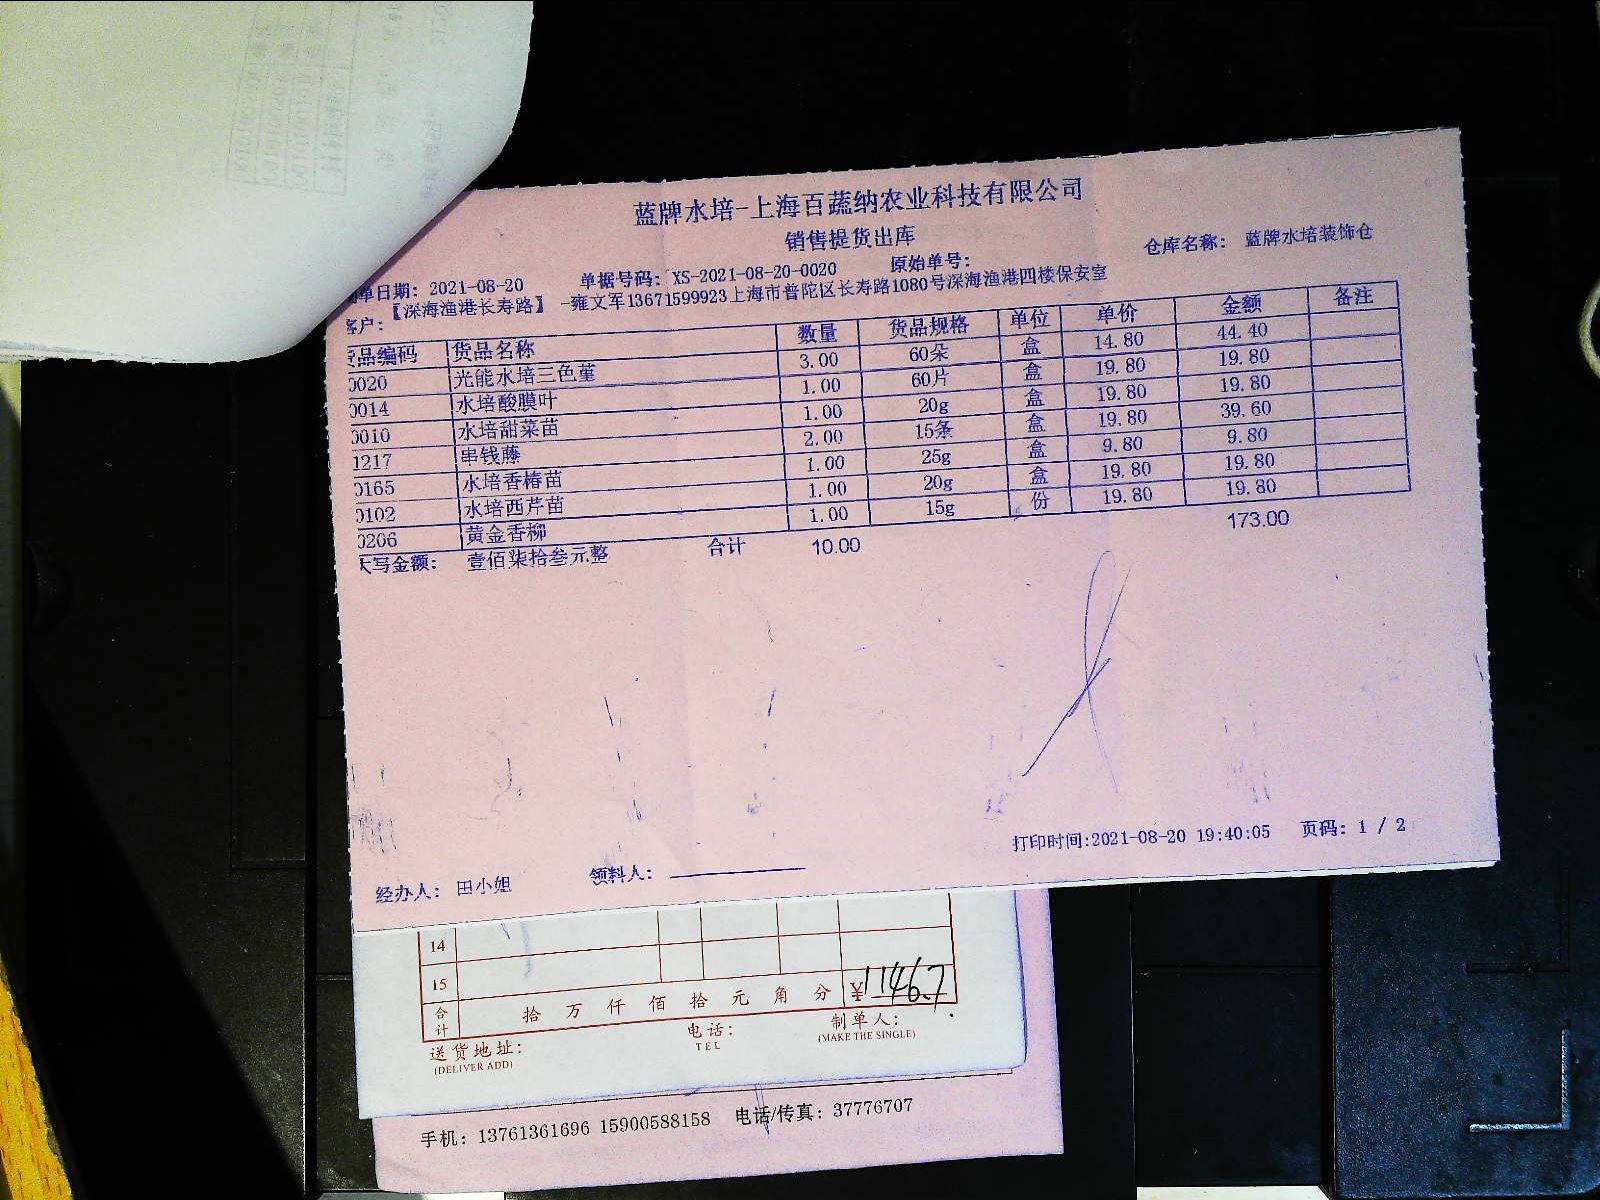 蓝牌水培-上海百蔬纳农业科技有限公司
销售提货出库
单日期: 2021-08-20 单据号码: XS-2021-08-20-0020 原始单号: 仓库名称: 蓝牌水培装饰仓
客户: 【深海渔港长寿路】 -雍文军13671599923上海市普陀区长寿路1080号深海渔港四楼保安室
货品编码 货品名称 数量 货品规格 单位 单价 金额 备注
0020 光能水培三色堇 3.00 60朵 盒 14.80 44.40
0014 水培酸膜叶 1.00 60片 盒 19.80 19.80
0010 水培甜菜苗 1.00 20g 盒 19.80 19.80
1217 串钱藤 2.00 15条 盒 19.80 39.60
0165 水培香椿苗 1.00 25g 盒 9.80 9.80
0102 水培西芹苗 1.00 20g 盒 19.80 19.80
0206 黄金香柳 1.00 15g 份 19.80 19.80
大写金额: 壹佰柒拾叁元整 合计 10.00 173.00
打印时间:2021-08-20 19:40:05 页码: 1 / 2
经办人: 田小姐 领料人:
14
15
合计 拾 万 仟 佰 拾 元 角 分 ¥1146.7
送货地址: 电话: 制单人:
(DELIVER ADD) TEL (MAKE THE SINGLE)
手机: 13761361696 15900588158 电话/传真: 37776707